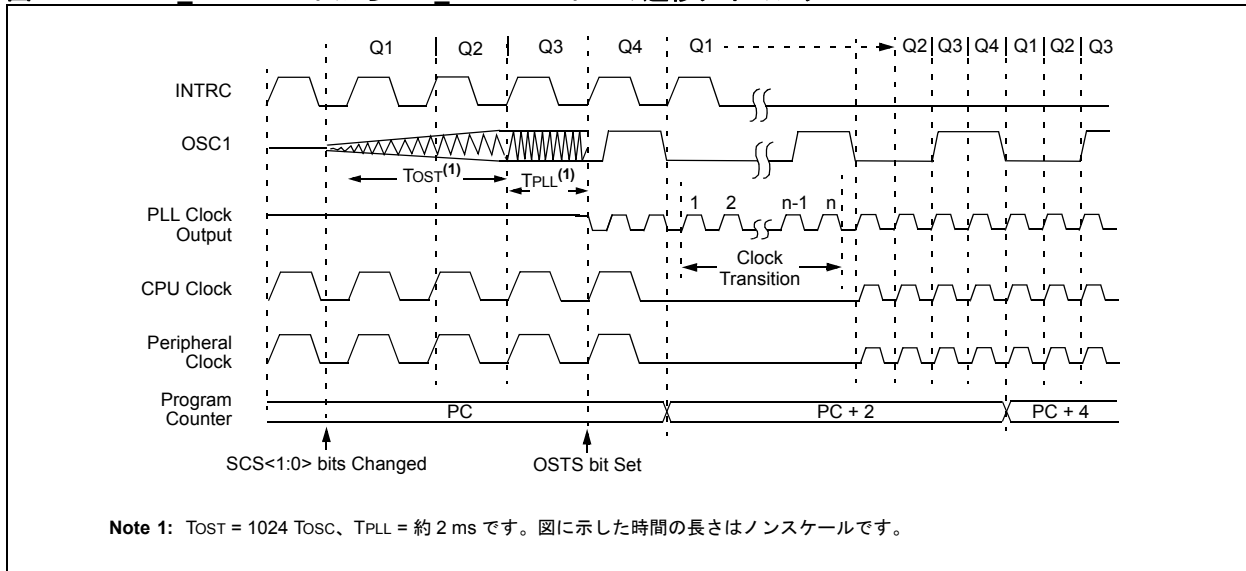 Q1 Q2 Q3 Q4 Q1 Q2 Q3 Q4 Q1 Q2 Q3
INTRC
OSC1
TOST(1) TPLL(1)
1 2 n-1 n
PLL Clock
Output
Clock
Transition
CPU Clock
Peripheral
Clock
Program
Counter
PC PC + 2 PC + 4
SCS<1:0> bits Changed OSTS bit Set
Note 1: TOST = 1024 TOSC、TPLL = 約 2 ms です。図に示した時間の長さはノンスケールです。